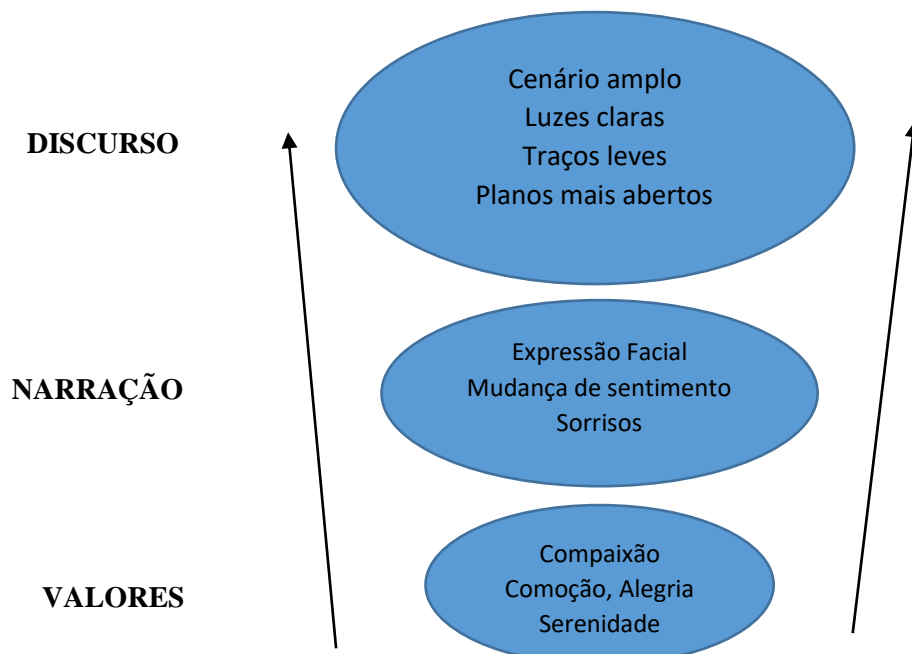 DISCURSO
Cenário amplo
Luzes claras
Traços leves
Planos mais abertos
NARRAÇÃO
Expressão Facial
Mudança de sentimento
Sorrisos
VALORES
Compaixão
Comoção, Alegria
Serenidade